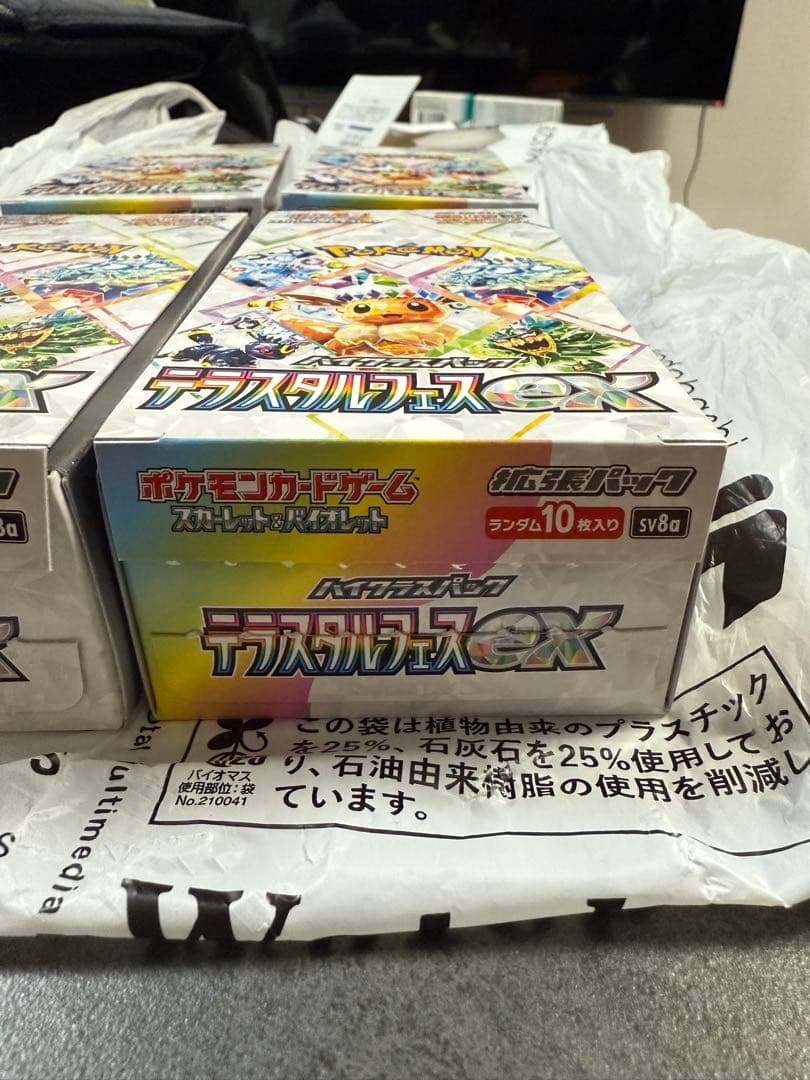 POKéMON
ハイクラスパック
テラスタルフェスex
ポケモンカードゲーム
スカーレット&バイオレット
拡張パック
ランダム10枚入り
SV8a
ハイクラスパック
テラスタルフェスex
8a
この袋は植物由来のプラスチック
を25%、石灰石を25%使用してお
り、石油由来樹脂の使用を削減し
ています。
バイオマス
使用部位:袋
No.210041